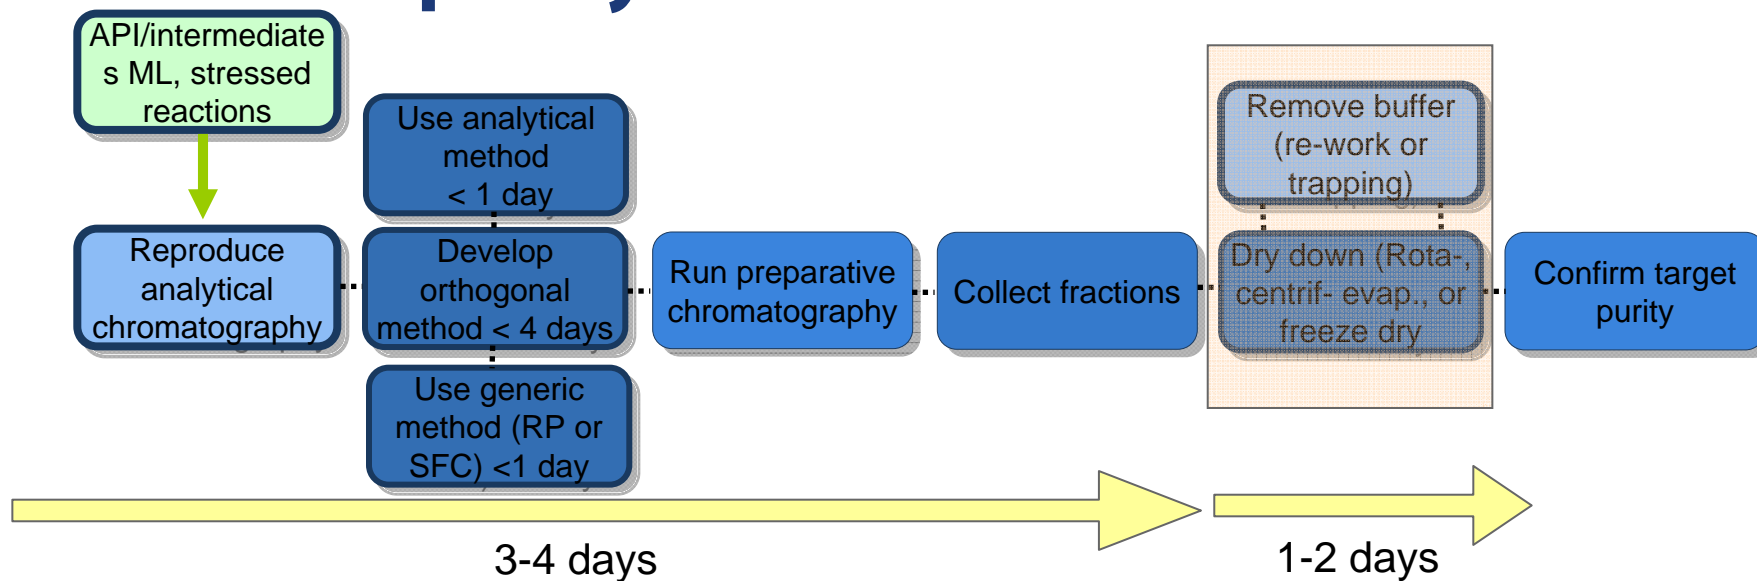 API/intermediate
s ML, stressed
reactions
Use analytical
method
< 1 day
Remove buffer
(re-work or
trapping)
Reproduce
analytical
chromatography
Develop
orthogonal
method < 4 days
Run preparative
chromatography
Collect fractions
Dry down (Rota-,
centrif- evap., or
freeze dry
Confirm target
purity
Use generic
method (RP or
SFC) <1 day
3-4 days
1-2 days